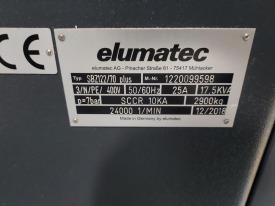 CE
elumatec
elumatec AG - Pinacher Straße 61 - 75417 Mühlacker
Typ SBZ122/70 plus M.-Nr. 1220099598
3/N/PE/ 400V 50/60Hz 25A 17.5KVA
p=7bar SCCR 10KA 2900kg
24000 1/MIN 12/2018
Made in Germany by elumatec